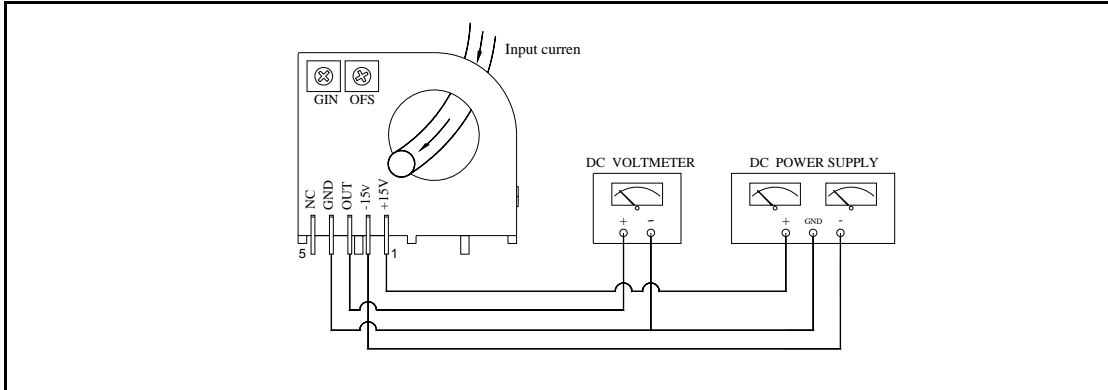 Input curren
GIN OFS
DC VOLTMETER
DC POWER SUPPLY
NC
GND
OUT
-15v
+15V
+ -
+ GND -
5 1